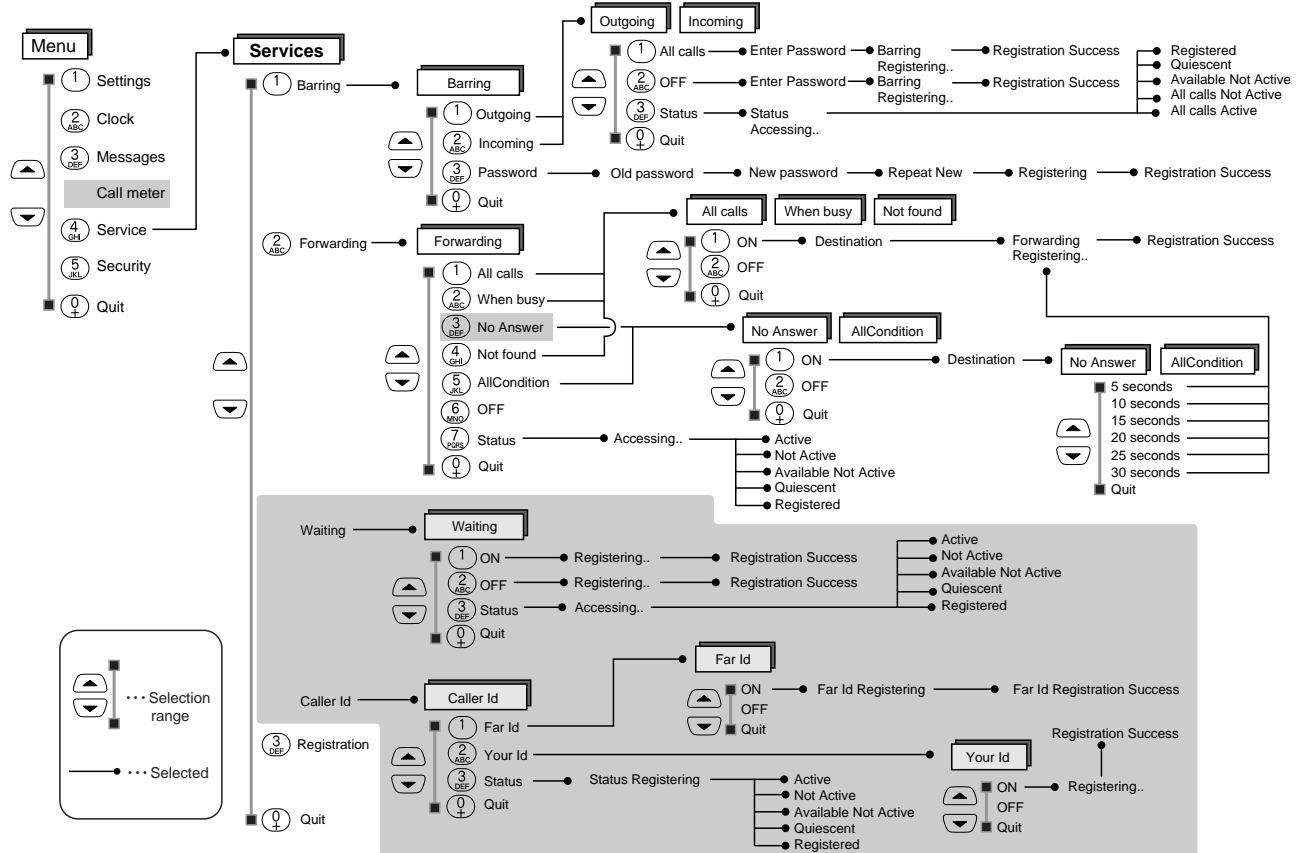 Menu
1 Settings
2 ABC Clock
3 DEF Messages
Call meter
4 GHI Service
5 JKL Security
0 + Quit
Services
1 Barring
Barring
1 Outgoing
2 ABC Incoming
3 DEF Password
0 + Quit
Outgoing Incoming
1 All calls Enter Password Barring Registering.. Registration Success
2 ABC OFF Enter Password Barring Registering.. Registration Success
3 DEF Status Status Accessing..
0 + Quit
Registered
Quiescent
Available Not Active
All calls Not Active
All calls Active
Old password New password Repeat New Registering Registration Success
2 ABC Forwarding
Forwarding
1 All calls
2 ABC When busy
3 DEF No Answer
4 GHI Not found
5 JKL AllCondition
6 MNO OFF
7 PQRS Status Accessing..
0 + Quit
All calls When busy Not found
1 ON Destination Forwarding Registering.. Registration Success
2 ABC OFF
0 + Quit
No Answer AllCondition
1 ON Destination
2 ABC OFF
0 + Quit
No Answer AllCondition
5 seconds
10 seconds
15 seconds
20 seconds
25 seconds
30 seconds
Quit
Active
Not Active
Available Not Active
Quiescent
Registered
Waiting
Waiting
1 ON Registering.. Registration Success
2 ABC OFF Registering.. Registration Success
3 DEF Status Accessing..
0 + Quit
Active
Not Active
Available Not Active
Quiescent
Registered
Caller Id
Caller Id
1 Far Id
2 ABC Your Id
3 DEF Status Status Registering
0 + Quit
Far Id
ON Far Id Registering Far Id Registration Success
OFF
Quit
Active
Not Active
Available Not Active
Quiescent
Registered
Your Id
Registration Success
ON Registering..
OFF
Quit
3 DEF Registration
0 + Quit
··· Selection
range
··· Selected